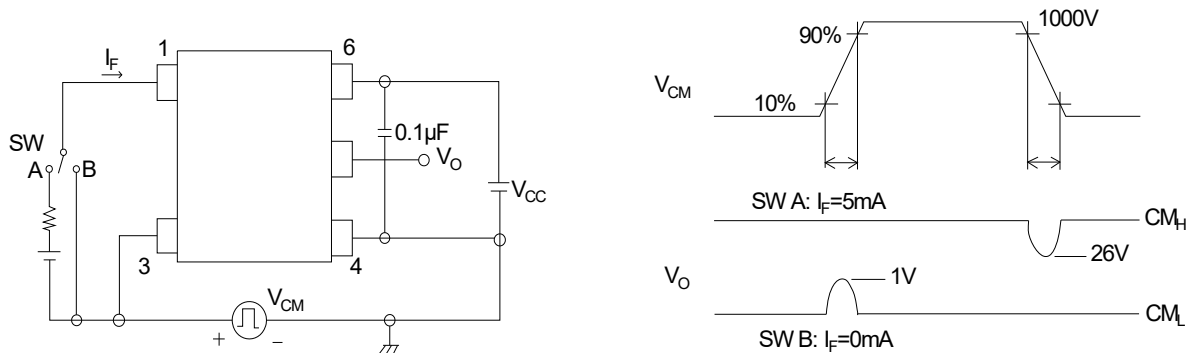 I_F
1
6
SW
A
B
0.1μF
V_O
V_CC
3
4
V_CM
+
−
V_CM
90%
10%
1000V
SW A: I_F=5mA
CM_H
26V
V_O
1V
CM_L
SW B: I_F=0mA